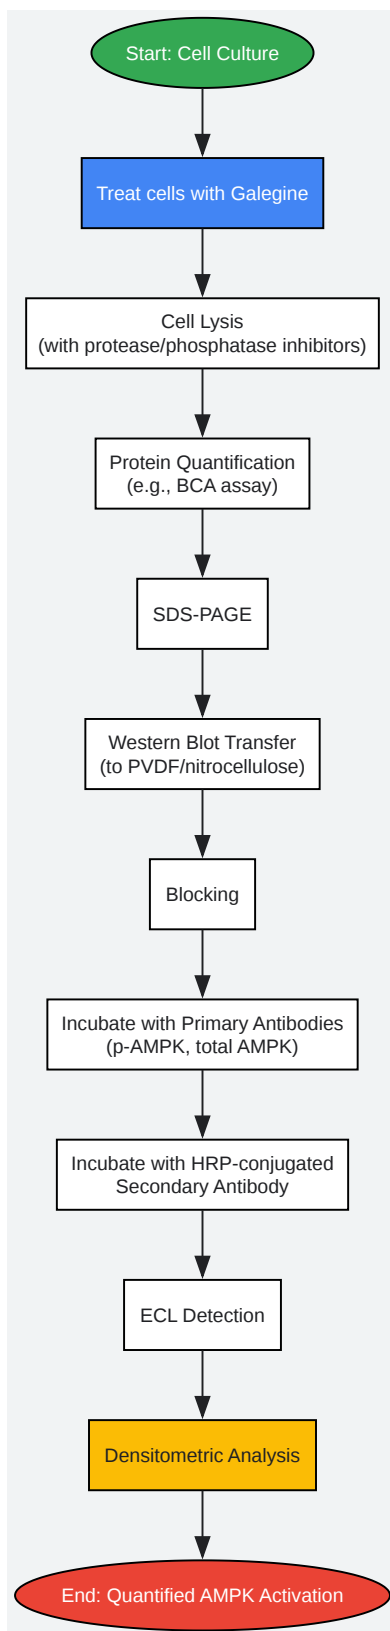 Start: Cell Culture
Treat cells with Galegine
Cell Lysis
(with protease/phosphatase inhibitors)
Protein Quantification
(e.g., BCA assay)
SDS-PAGE
Western Blot Transfer
(to PVDF/nitrocellulose)
Blocking
Incubate with Primary Antibodies
(p-AMPK, total AMPK)
Incubate with HRP-conjugated
Secondary Antibody
ECL Detection
Densitometric Analysis
End: Quantified AMPK Activation